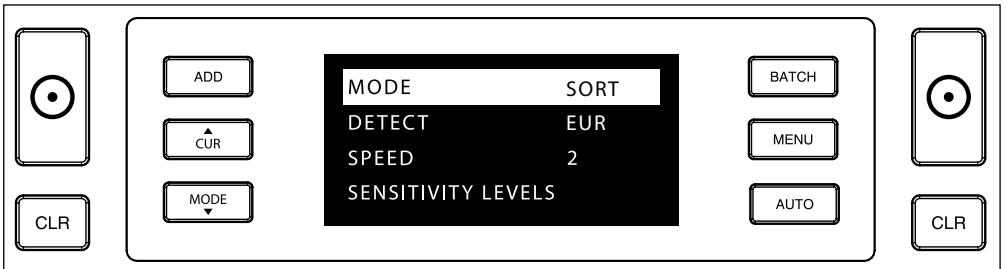 ADD
CUR
MODE
CLR
MODE SORT
DETECT EUR
SPEED 2
SENSITIVITY LEVELS
BATCH
MENU
AUTO
CLR